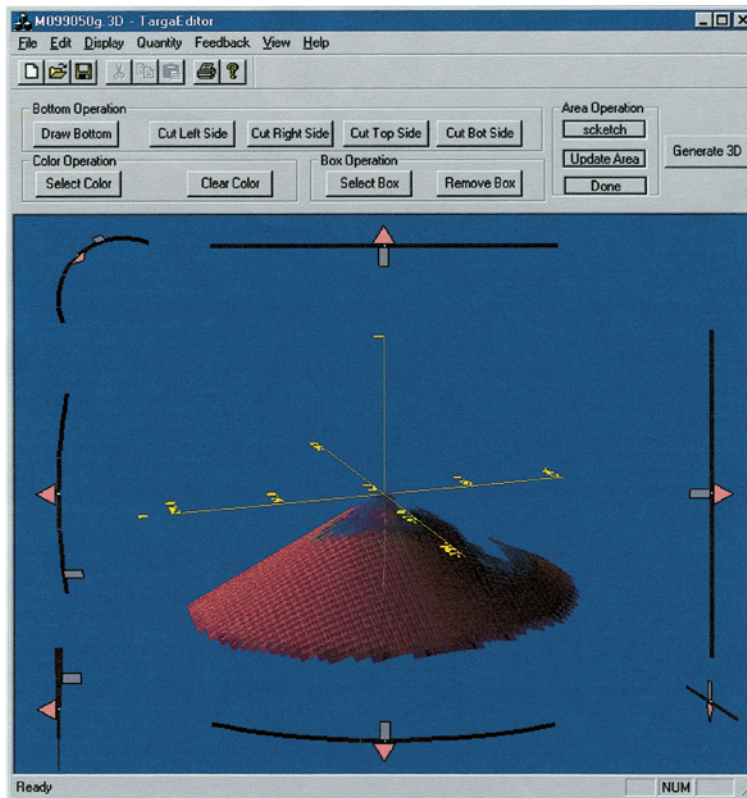 M099050g.3D - TargaEditor
File Edit Display Quantity Feedback View Help
Bottom Operation
Draw Bottom Cut Left Side Cut Right Side Cut Top Side Cut Bot Side
Area Operation
scketch
Update Area
Done
Generate 3D
Color Operation
Select Color Clear Color
Box Operation
Select Box Remove Box
Ready NUM